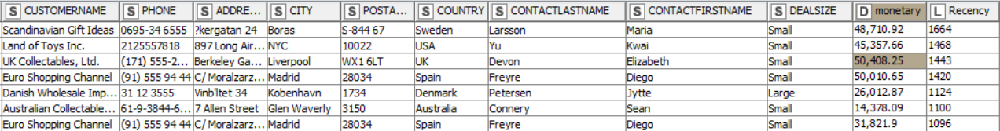 S CUSTOMERNAME S PHONE S ADDRE... S CITY S POSTA... S COUNTRY S CONTACTLASTNAME S CONTACTFIRSTNAME S DEALSIZE D monetary L Recency
Scandinavian Gift Ideas 0695-34 6555 ?kergatan 24 Boras S-844 67 Sweden Larsson Maria Small 48,710.92 1664
Land of Toys Inc. 2125557818 897 Long Air... NYC 10022 USA Yu Kwai Small 45,357.66 1468
UK Collectables, Ltd. (171) 555-2... Berkeley Ga... Liverpool WX1 6LT UK Devon Elizabeth Small 50,408.25 1443
Euro Shopping Channel (91) 555 94 44 C/ Moralzarz... Madrid 28034 Spain Freyre Diego Small 50,010.65 1420
Danish Wholesale Imp... 31 12 3555 Vinb'ltet 34 Kobenhavn 1734 Denmark Petersen Jytte Large 26,012.87 1124
Australian Collectable... 61-9-3844-6... 7 Allen Street Glen Waverly 3150 Australia Connery Sean Small 14,378.09 1100
Euro Shopping Channel (91) 555 94 44 C/ Moralzarz... Madrid 28034 Spain Freyre Diego Small 31,821.9 1096